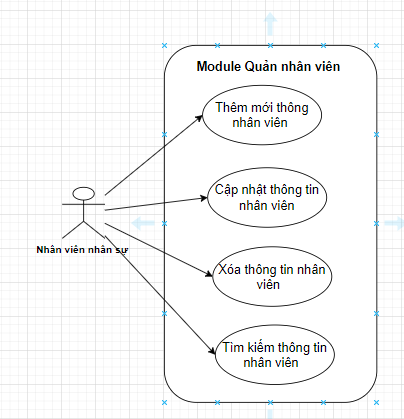 Module Quản nhân viên
Thêm mới thông
nhân viên
Cập nhật thông tin
nhân viên
Nhân viên nhân sự
Xóa thông tin nhân
viên
Tìm kiếm thông tin
nhân viên